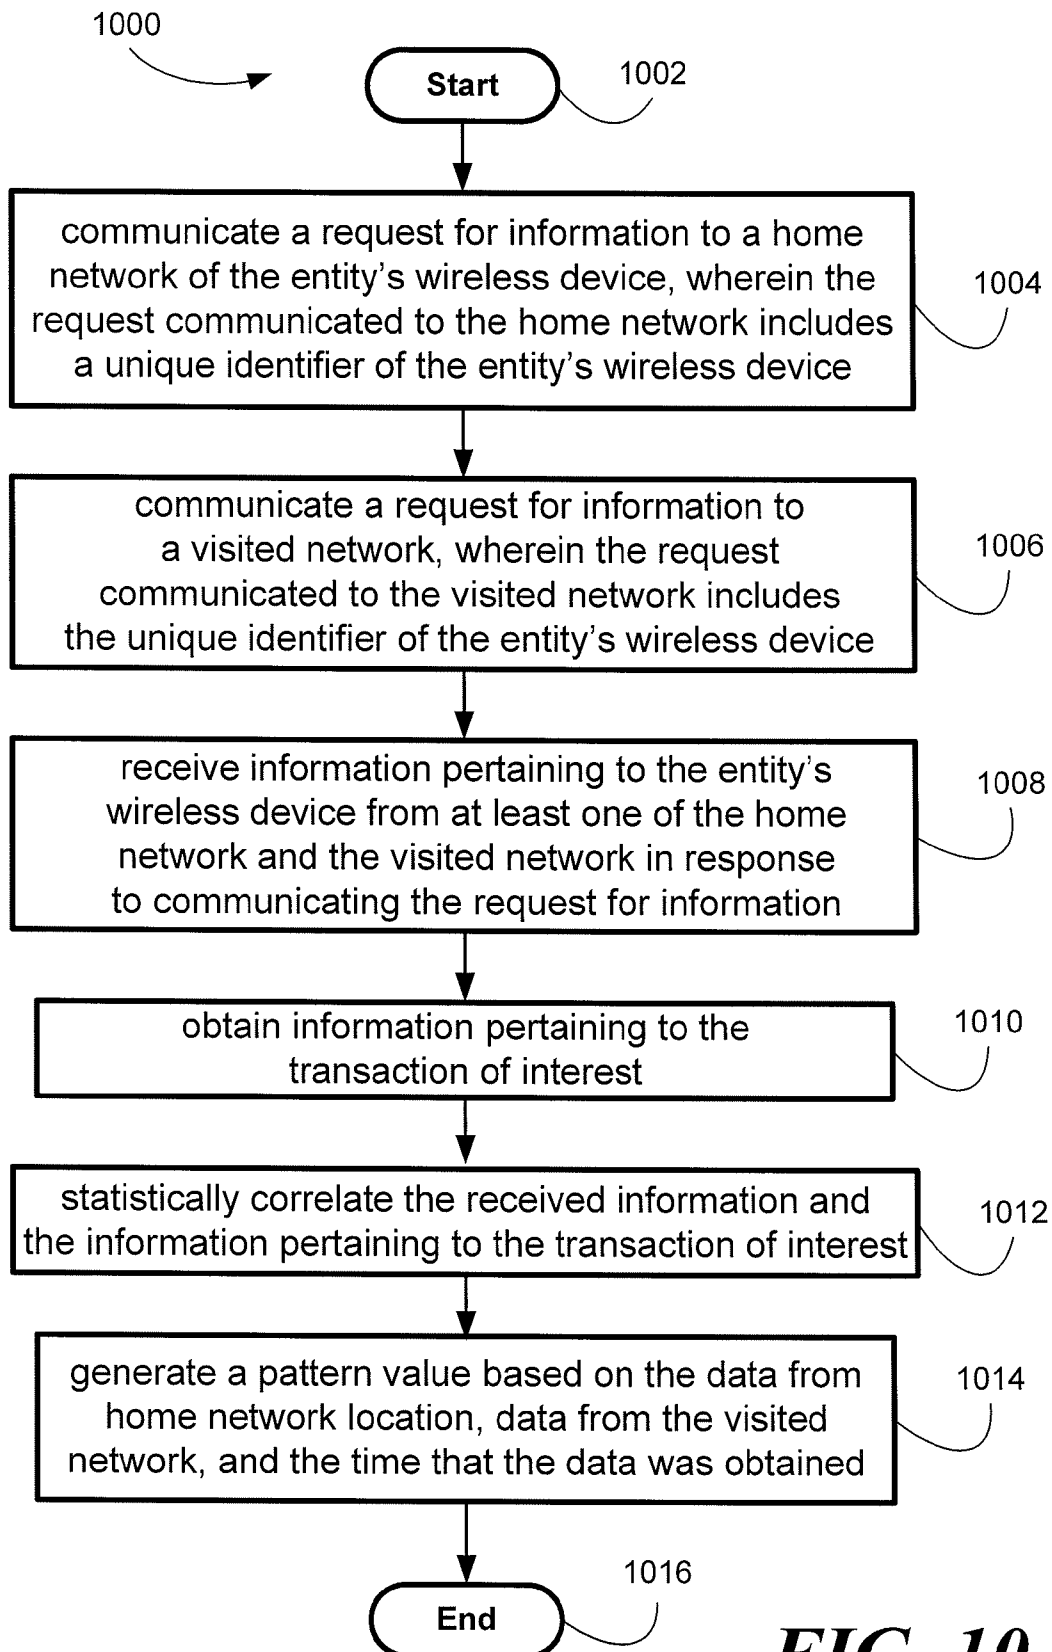 1000
Start
1002
communicate a request for information to a home
network of the entity's wireless device, wherein the
request communicated to the home network includes
a unique identifier of the entity's wireless device
1004
communicate a request for information to
a visited network, wherein the request
communicated to the visited network includes
the unique identifier of the entity's wireless device
1006
receive information pertaining to the entity's
wireless device from at least one of the home
network and the visited network in response
to communicating the request for information
1008
obtain information pertaining to the
transaction of interest
1010
statistically correlate the received information and
the information pertaining to the transaction of interest
1012
generate a pattern value based on the data from
home network location, data from the visited
network, and the time that the data was obtained
1014
End
1016
FIG. 10